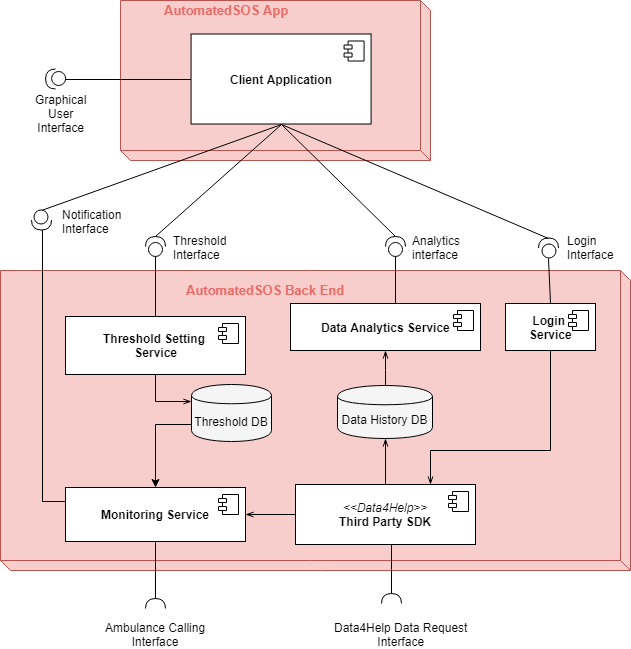 AutomatedSOS App
Client Application
Graphical
User
Interface
Notification
Interface
Threshold
Interface
Analytics
interface
Login
Interface
AutomatedSOS Back End
Threshold Setting
Service
Data Analytics Service
Login
Service
Threshold DB
Data History DB
Monitoring Service
<<Data4Help>>
Third Party SDK
Ambulance Calling
Interface
Data4Help Data Request
Interface